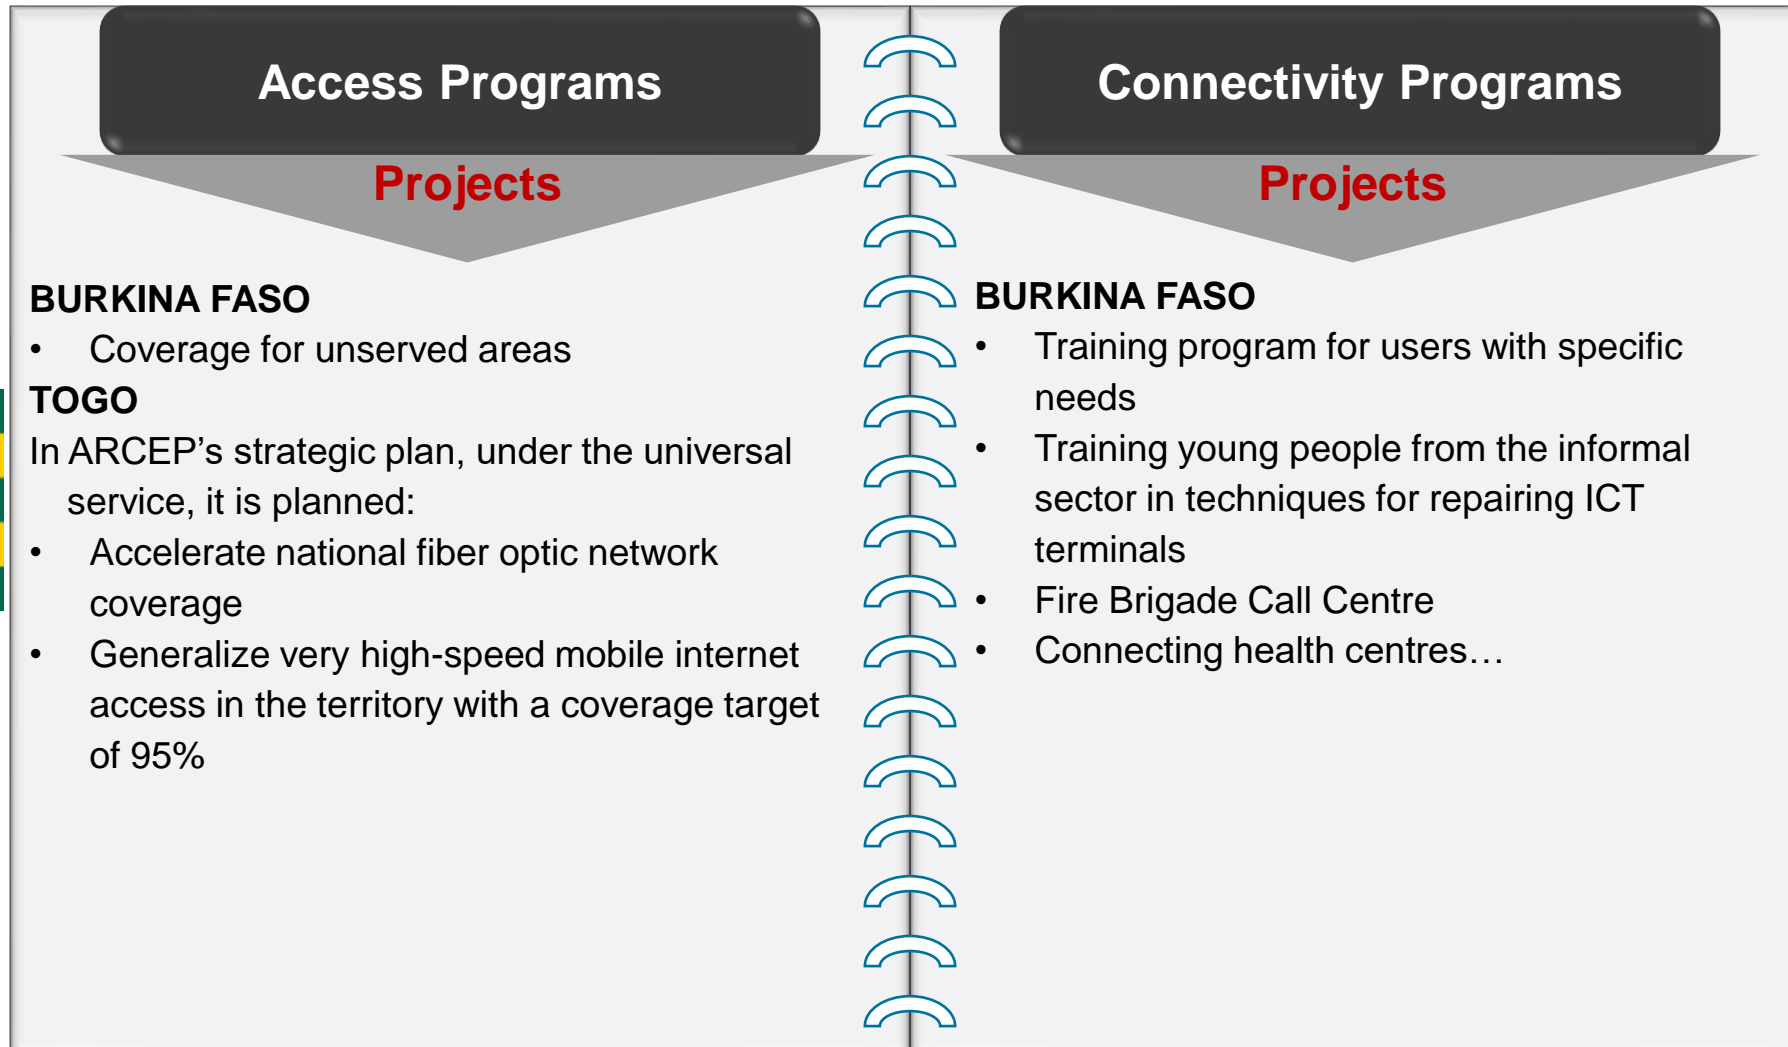 Access Programs
Projects
BURKINA FASO
• Coverage for unserved areas
TOGO
In ARCEP’s strategic plan, under the universal
service, it is planned:
• Accelerate national fiber optic network
coverage
• Generalize very high-speed mobile internet
access in the territory with a coverage target
of 95%
Connectivity Programs
Projects
BURKINA FASO
• Training program for users with specific
needs
• Training young people from the informal
sector in techniques for repairing ICT
terminals
• Fire Brigade Call Centre
• Connecting health centres…